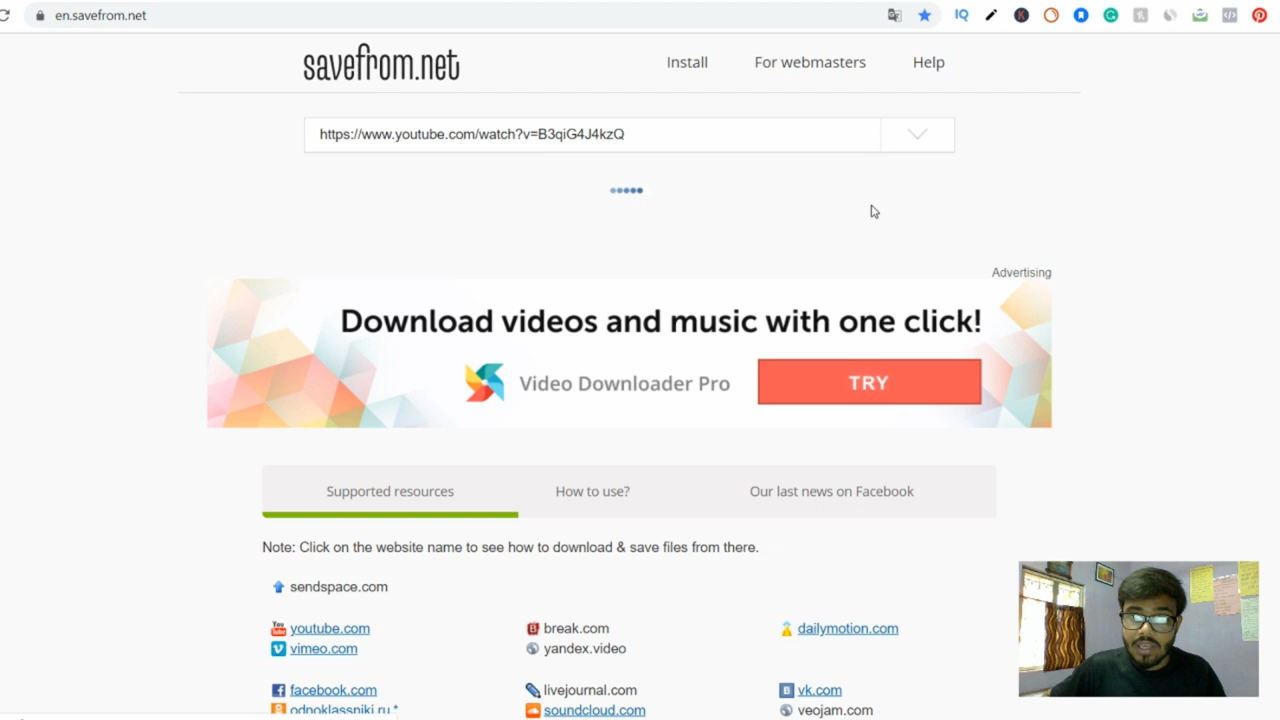 en.savefrom.net
savefrom.net
Install
For webmasters
Help
https://www.youtube.com/watch?v=B3qiG4J4kzQ
Advertising
Download videos and music with one click!
Video Downloader Pro
TRY
Supported resources
How to use?
Our last news on Facebook
Note: Click on the website name to see how to download & save files from there.
sendspace.com
youtube.com
break.com
dailymotion.com
vimeo.com
yandex.video
facebook.com
livejournal.com
vk.com
odnoklassniki.ru *
soundcloud.com
veojam.com